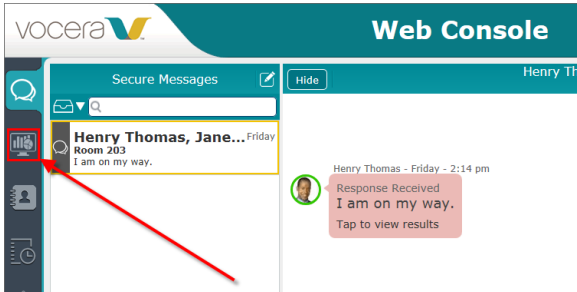 vocera
Web Console
Secure Messages
Hide
Henry Th
Henry Thomas, Jane...
Friday
Room 203
I am on my way.
Henry Thomas - Friday - 2:14 pm
Response Received
I am on my way.
Tap to view results